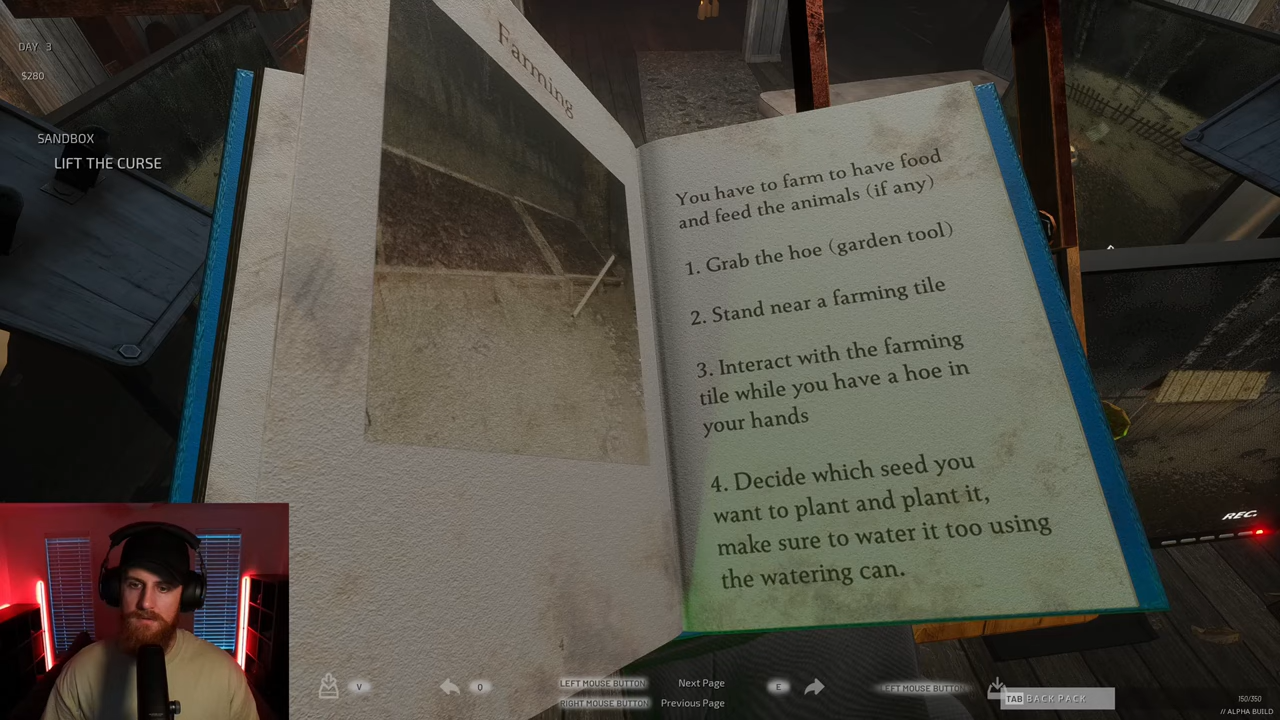 DAY 3
$280
SANDBOX
LIFT THE CURSE
Farming
You have to farm to have food
and feed the animals (if any)
1. Grab the hoe (garden tool)
2. Stand near a farming tile
3. Interact with the farming
tile while you have a hoe in
your hands
4. Decide which seed you
want to plant and plant it,
make sure to water it too using
the watering can.
REC.
V
Q
LEFT MOUSE BUTTON
Next Page
RIGHT MOUSE BUTTON
Previous Page
E
LEFT MOUSE BUTTON
TAB BACK PACK
150/350
// ALPHA BUILD